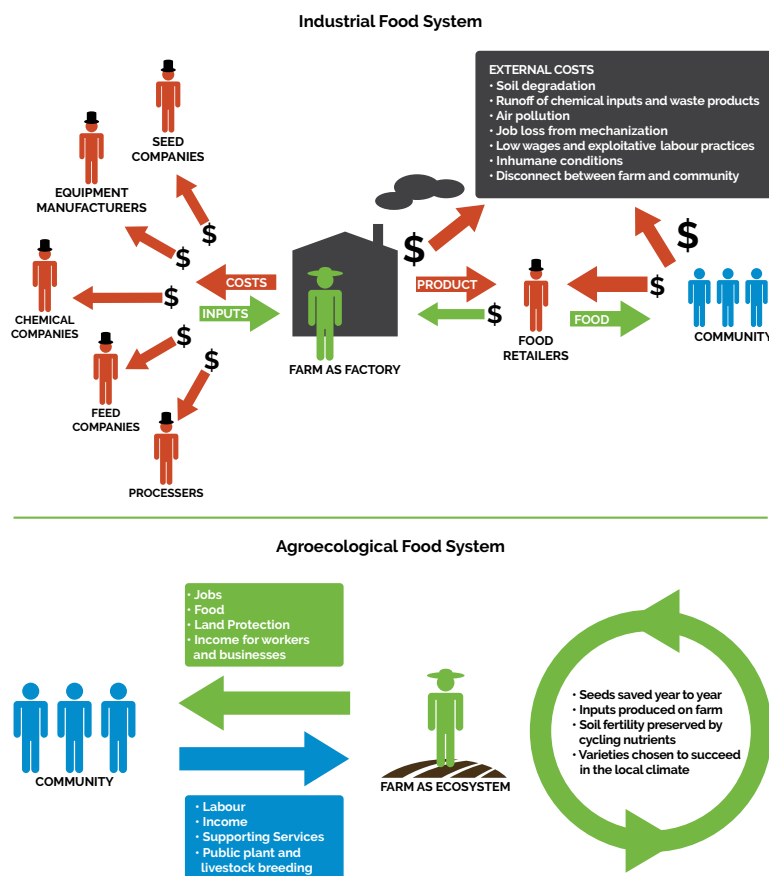 Industrial Food System
EXTERNAL COSTS
• Soil degradation
• Runoff of chemical inputs and waste products
• Air pollution
• Job loss from mechanization
• Low wages and exploitative labour practices
• Inhumane conditions
• Disconnect between farm and community
SEED
COMPANIES
EQUIPMENT
MANUFACTURERS
$
$
$
$
$
CHEMICAL
COMPANIES
FEED
COMPANIES
PROCESSERS
COSTS
INPUTS
FARM AS FACTORY
$
PRODUCT
$
FOOD
RETAILERS
$
$
FOOD
COMMUNITY
Agroecological Food System
• Jobs
• Food
• Land Protection
• Income for workers
and businesses
COMMUNITY
FARM AS ECOSYSTEM
• Seeds saved year to year
• Inputs produced on farm
• Soil fertility preserved by
cycling nutrients
• Varieties chosen to succeed
in the local climate
• Labour
• Income
• Supporting Services
• Public plant and
livestock breeding